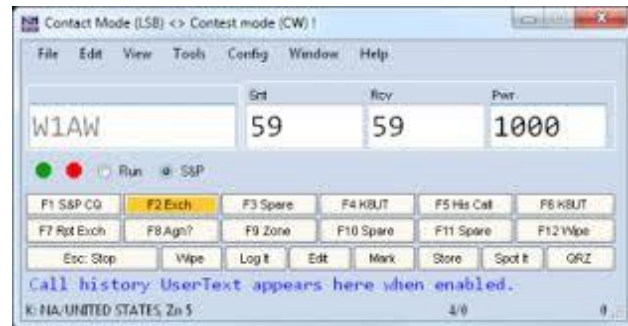 Contact Mode (LSB) <> Contest mode (CW) !
File Edit View Tools Config Window Help
Snt Rcv Pwr
W1AW 59 59 1000
Run S&P
F1 S&P CQ F2 Exch F3 Spare F4 K8UT F5 His Call F6 K8UT
F7 Rpt Exch F8 Agn? F9 Zone F10 Spare F11 Spare F12 Wipe
Esc: Stop Wipe Log It Edit Mark Store Spot It QRZ
Call history UserText appears here when enabled.
K: NA/UNITED STATES, Zn 5 4/0 0